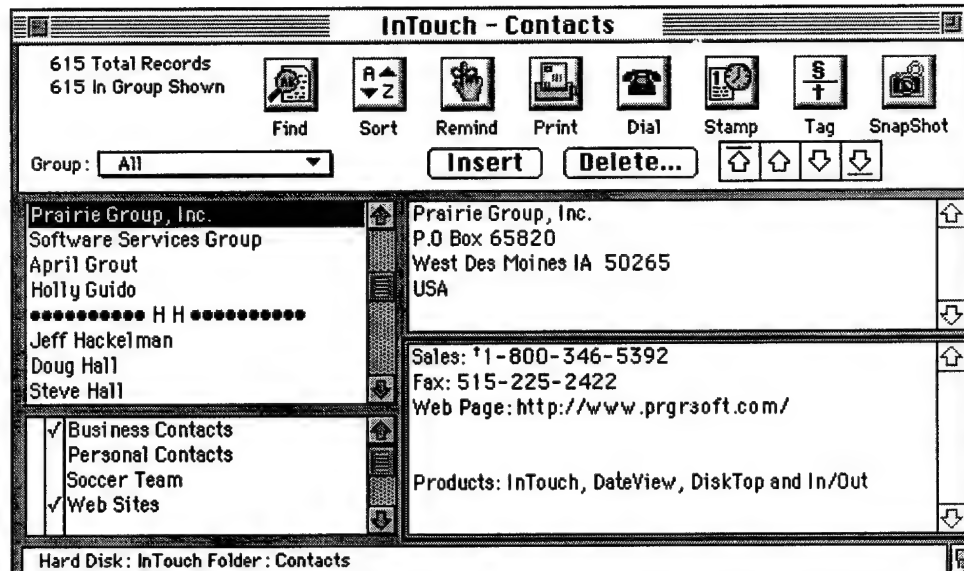 InTouch - Contacts
615 Total Records
615 In Group Shown
Find
Sort
Remind
Print
Dial
Stamp
Tag
SnapShot
Group: All
Insert
Delete...
Prairie Group, Inc.
Software Services Group
April Grout
Holly Guido
●●●●●●●●●● H H ●●●●●●●●●●
Jeff Hackelman
Doug Hall
Steve Hall
√ Business Contacts
Personal Contacts
Soccer Team
√ Web Sites
Prairie Group, Inc.
P.O Box 65820
West Des Moines IA 50265
USA
Sales: †1-800-346-5392
Fax: 515-225-2422
Web Page: http://www.prgrsoft.com/
Products: InTouch, DateView, DiskTop and In/Out
Hard Disk: InTouch Folder: Contacts